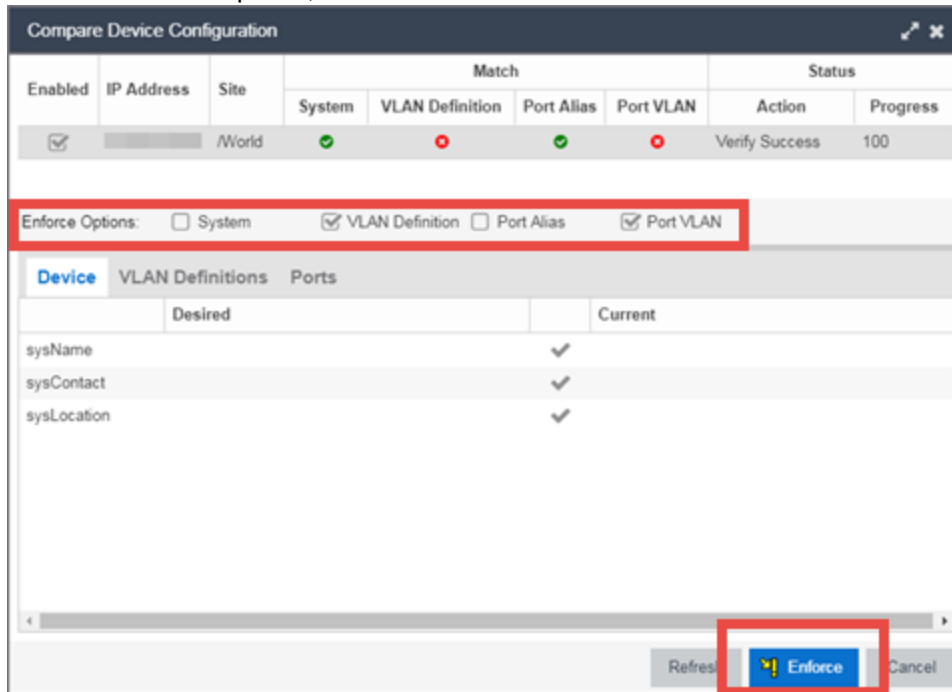 Compare Device Configuration
Enabled IP Address Site Match Status
System VLAN Definition Port Alias Port VLAN Action Progress
/World Verify Success 100
Enforce Options: System VLAN Definition Port Alias Port VLAN
Device VLAN Definitions Ports
Desired Current
sysName
sysContact
sysLocation
Refresh Enforce Cancel